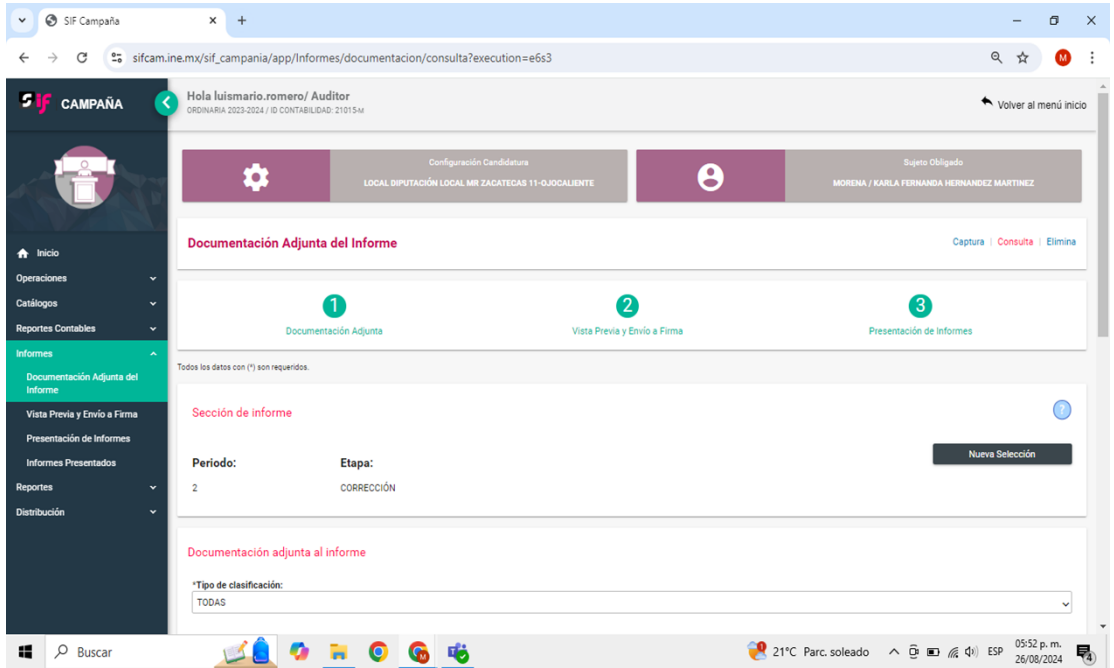 SIF Campaña
sifcam.ine.mx/sif_campania/app/Informes/documentacion/consulta?execution=e6s3
M
SIF CAMPAÑA
Hola luismario.romero/ Auditor
ORDINARIA 2023-2024 / ID CONTABILIDAD: 21015-M
Volver al menú inicio
Configuración Candidatura
LOCAL DIPUTACIÓN LOCAL MR ZACATECAS 11-OJOCALIENTE
Sujeto Obligado
MORENA / KARLA FERNANDA HERNANDEZ MARTINEZ
Inicio
Operaciones
Catálogos
Reportes Contables
Informes
Documentación Adjunta del
Informe
Vista Previa y Envío a Firma
Presentación de Informes
Informes Presentados
Reportes
Distribución
Documentación Adjunta del Informe
Captura | Consulta | Elimina
1
Documentación Adjunta
2
Vista Previa y Envío a Firma
3
Presentación de Informes
Todos los datos con (*) son requeridos.
Sección de informe
?
Nueva Selección
Periodo: Etapa:
2 CORRECCIÓN
Documentación adjunta al informe
*Tipo de clasificación:
TODAS
Buscar
21°C Parc. soleado
ESP
05:52 p. m.
26/08/2024
4